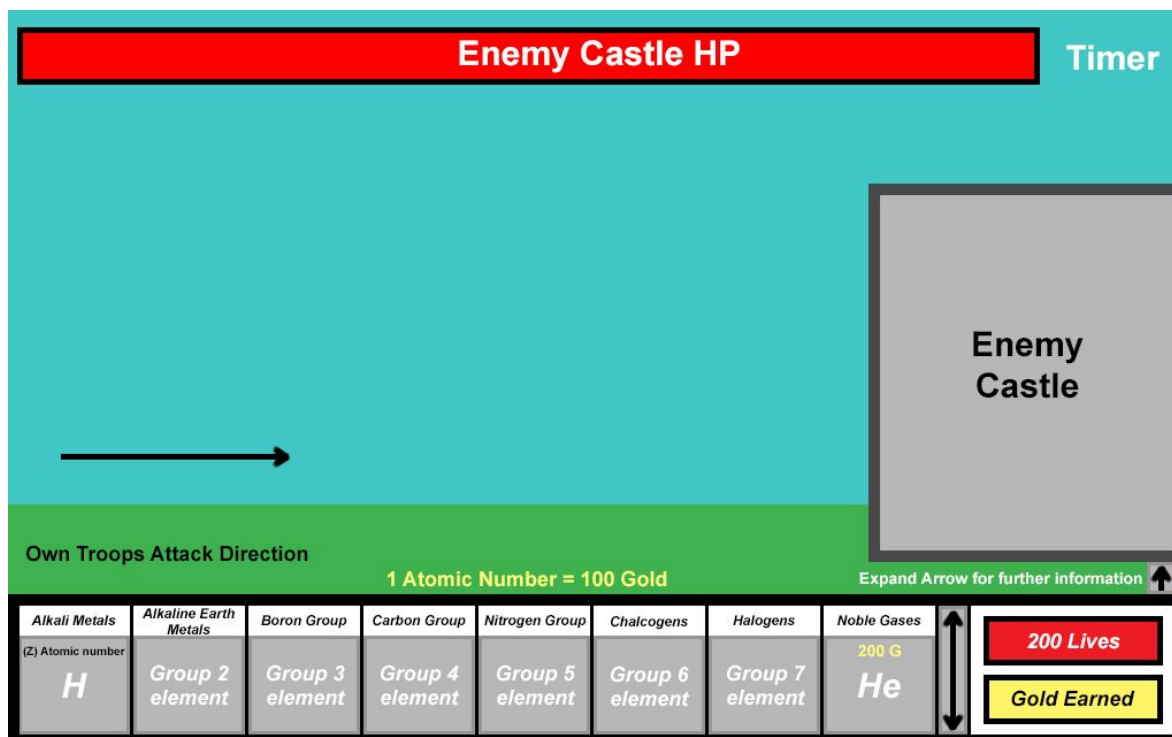 Enemy Castle HP
Timer
Enemy
Castle
Own Troops Attack Direction
1 Atomic Number = 100 Gold
Expand Arrow for further information
Alkali Metals
Alkaline Earth
Metals
Boron Group
Carbon Group
Nitrogen Group
Chalcogens
Halogens
Noble Gases
(Z) Atomic number
H
Group 2
element
Group 3
element
Group 4
element
Group 5
element
Group 6
element
Group 7
element
200 G
He
200 Lives
Gold Earned